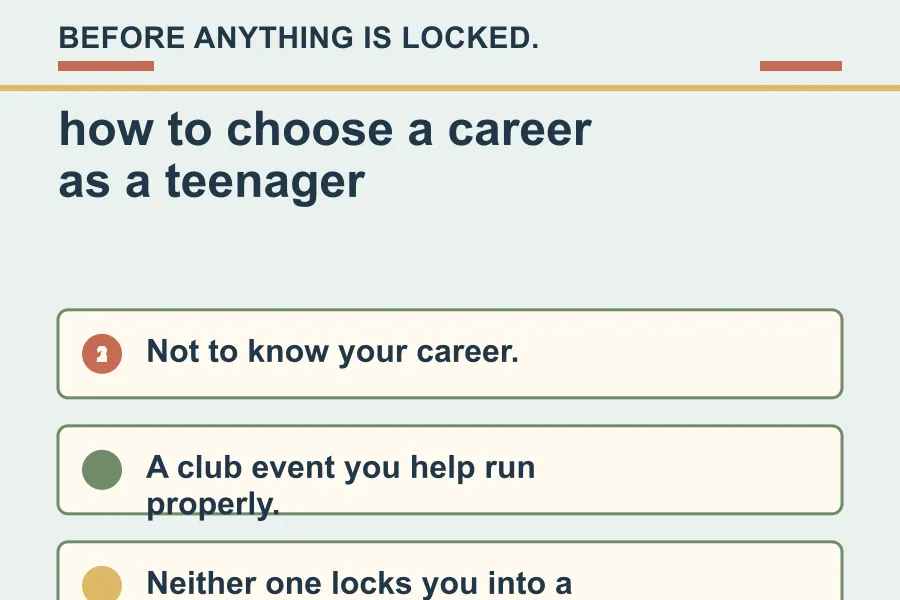 BEFORE ANYTHING IS LOCKED.
how to choose a career
as a teenager
Not to know your career.
A club event you help run
properly.
Neither one locks you into a